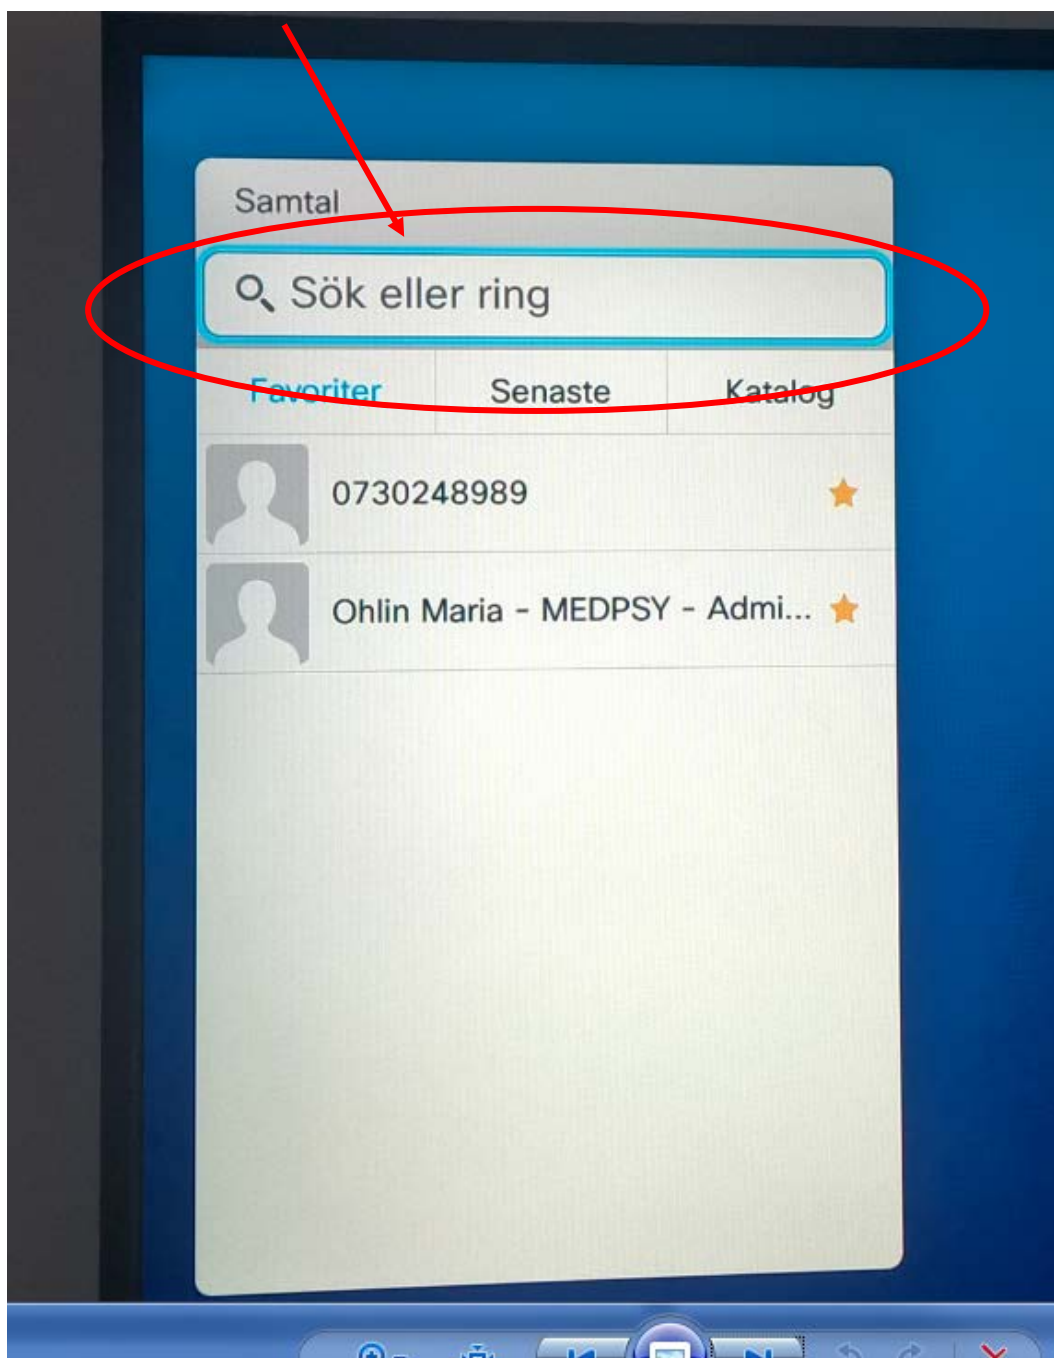 Samtal
Sök eller ring
Favoriter Senaste Katalog
0730248989
Ohlin Maria - MEDPSY - Admi...